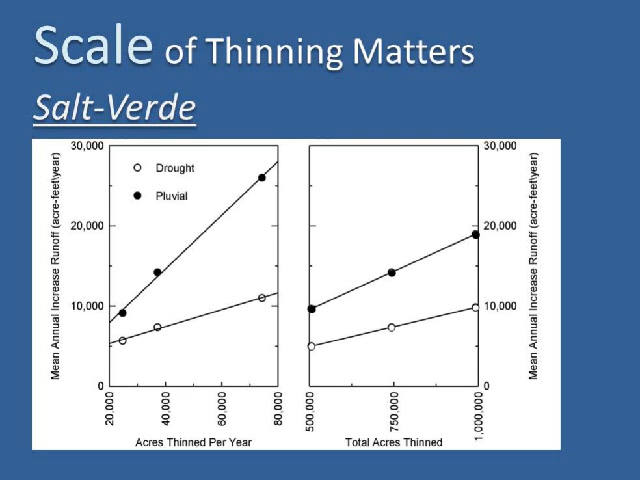 Scale of Thinning Matters
Salt-Verde
Mean Annual Increase Runoff (acre-feet\year)
30,000
20,000
10,000
0
Drought
Pluvial
20,000
40,000
60,000
80,000
Acres Thinned Per Year
500,000
750,000
1,000,000
Total Acres Thinned
30,000
20,000
10,000
0
Mean Annual Increase Runoff (acre-feet\year)